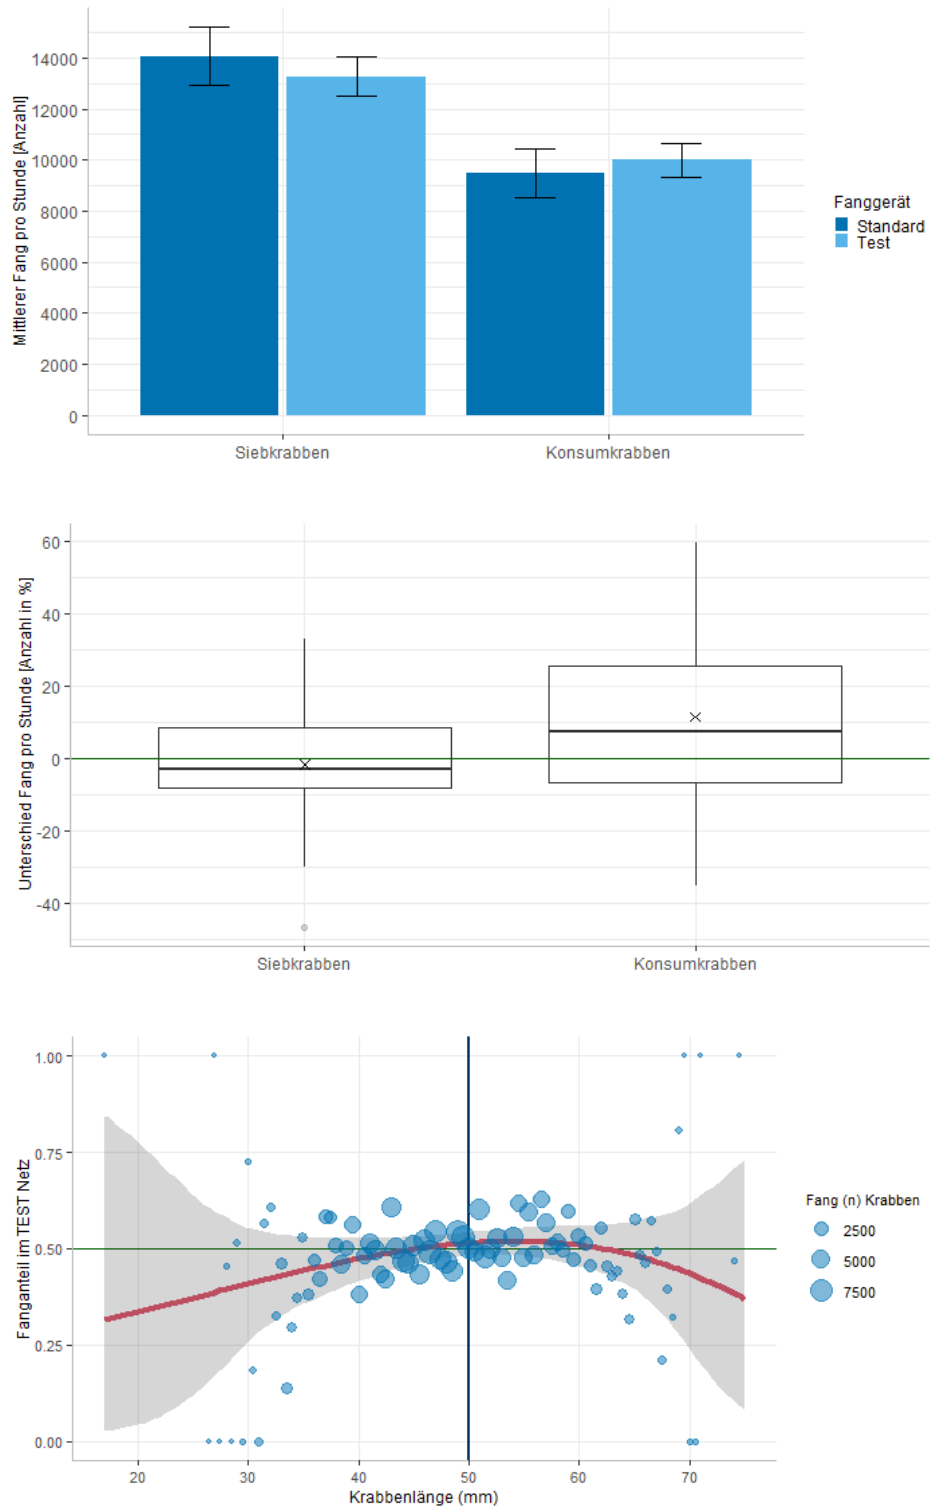 Mittlerer Fang pro Stunde [Anzahl]
14000
12000
10000
8000
6000
4000
2000
0
Siebkrabben
Konsumkrabben
Fanggerät
Standard
Test
Unterschied Fang pro Stunde [Anzahl in %]
60
40
20
0
-20
-40
Siebkrabben
Konsumkrabben
Fanganteil im TEST Netz
1.00
0.75
0.50
0.25
0.00
20
30
40
50
60
70
Krabbenlänge (mm)
Fang (n) Krabben
2500
5000
7500